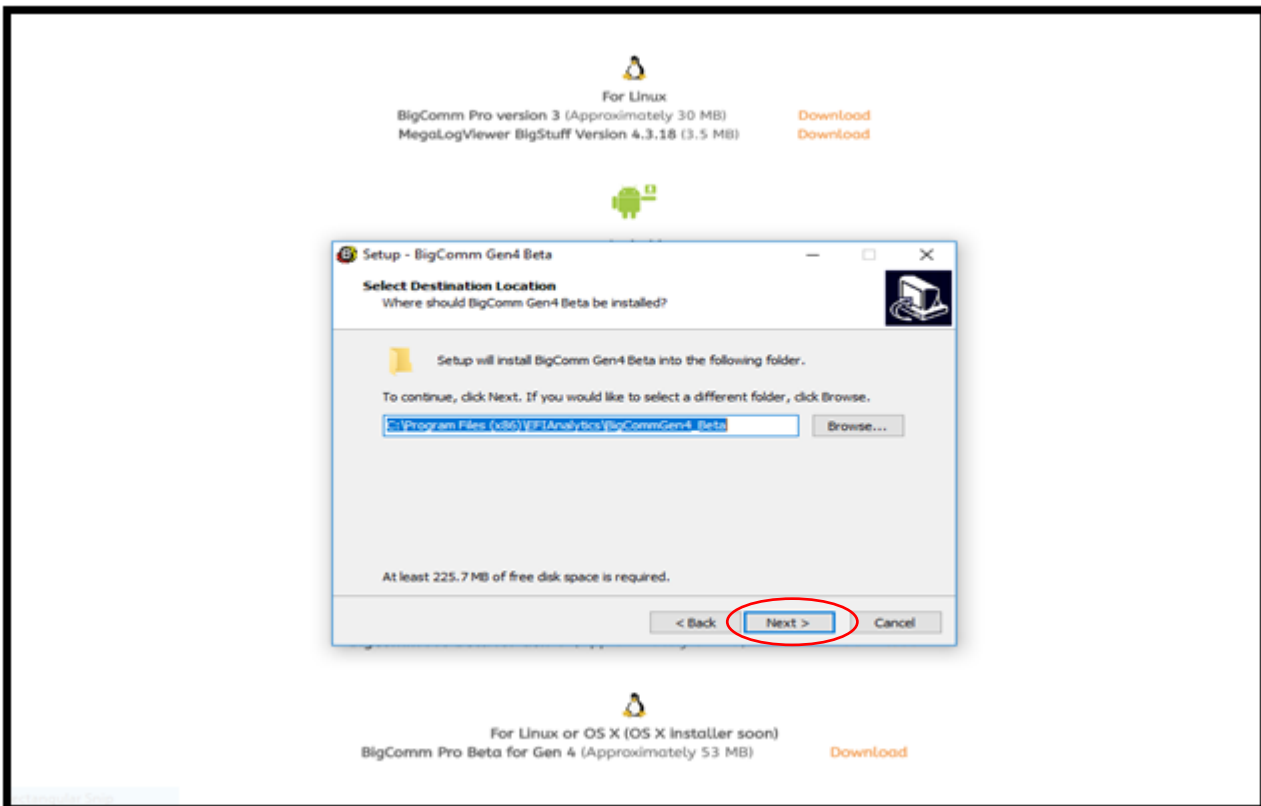 For Linux
BigComm Pro version 3 (Approximately 30 MB) Download
MegaLogViewer BigStuff Version 4.3.18 (3.5 MB) Download
Setup - BigComm Gen4 Beta
Select Destination Location
Where should BigComm Gen4 Beta be installed?
Setup will install BigComm Gen4 Beta into the following folder.
To continue, click Next. If you would like to select a different folder, click Browse.
C:\Program Files (x86)\EFIAnalytics\BigCommGen4_Beta Browse...
At least 225.7 MB of free disk space is required.
< Back Next > Cancel
For Linux or OS X (OS X installer soon)
BigComm Pro Beta for Gen 4 (Approximately 53 MB) Download
Rectangular Snip